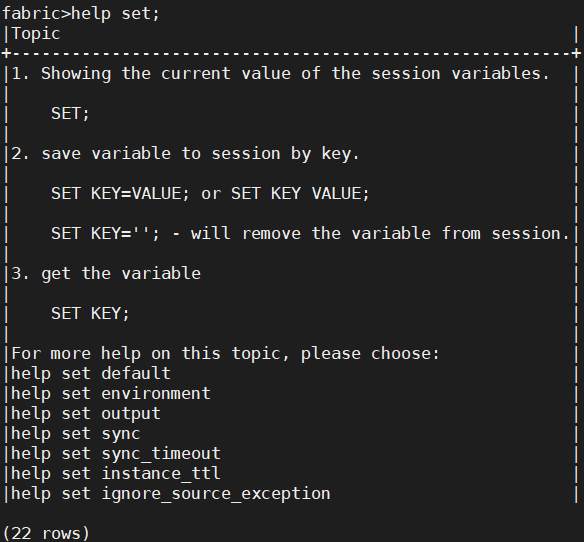 fabric>help set;
|Topic |
+--------------------------------------------------------+
|1. Showing the current value of the session variables. |
| |
| SET; |
| |
|2. save variable to session by key. |
| |
| SET KEY=VALUE; or SET KEY VALUE; |
| |
| SET KEY=''; - will remove the variable from session.|
| |
|3. get the variable |
| |
| SET KEY; |
| |
|For more help on this topic, please choose: |
|help set default |
|help set environment |
|help set output |
|help set sync |
|help set sync_timeout |
|help set instance_ttl |
|help set ignore_source_exception |
(22 rows)